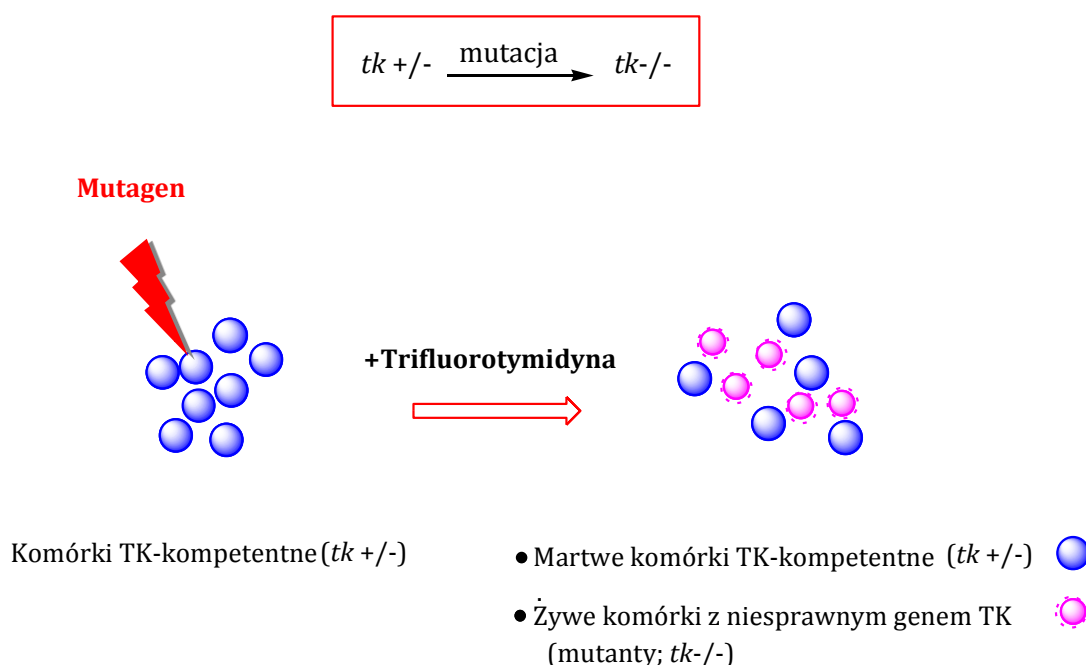 tk +/- mutacja tk-/-
Mutagen
+Trifluorotymidyna
Komórki TK-kompetentne (tk +/-)
• Martwe komórki TK-kompetentne (tk +/-)
• Żywe komórki z niesprawnym genem TK
(mutanty; tk-/-)